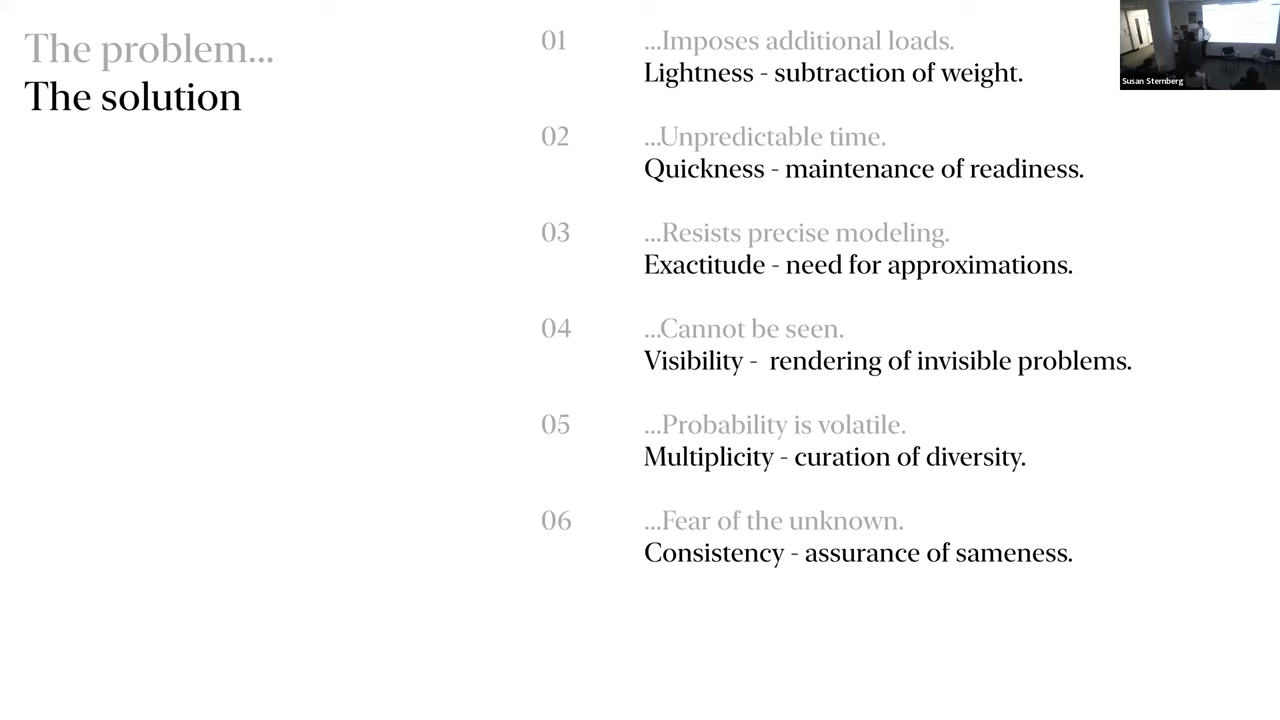 The problem...
The solution
01
...Imposes additional loads.
Lightness - subtraction of weight.
02
...Unpredictable time.
Quickness - maintenance of readiness.
03
...Resists precise modeling.
Exactitude - need for approximations.
04
...Cannot be seen.
Visibility -  rendering of invisible problems.
05
...Probability is volatile.
Multiplicity - curation of diversity.
06
...Fear of the unknown.
Consistency - assurance of sameness.
Susan Sternberg